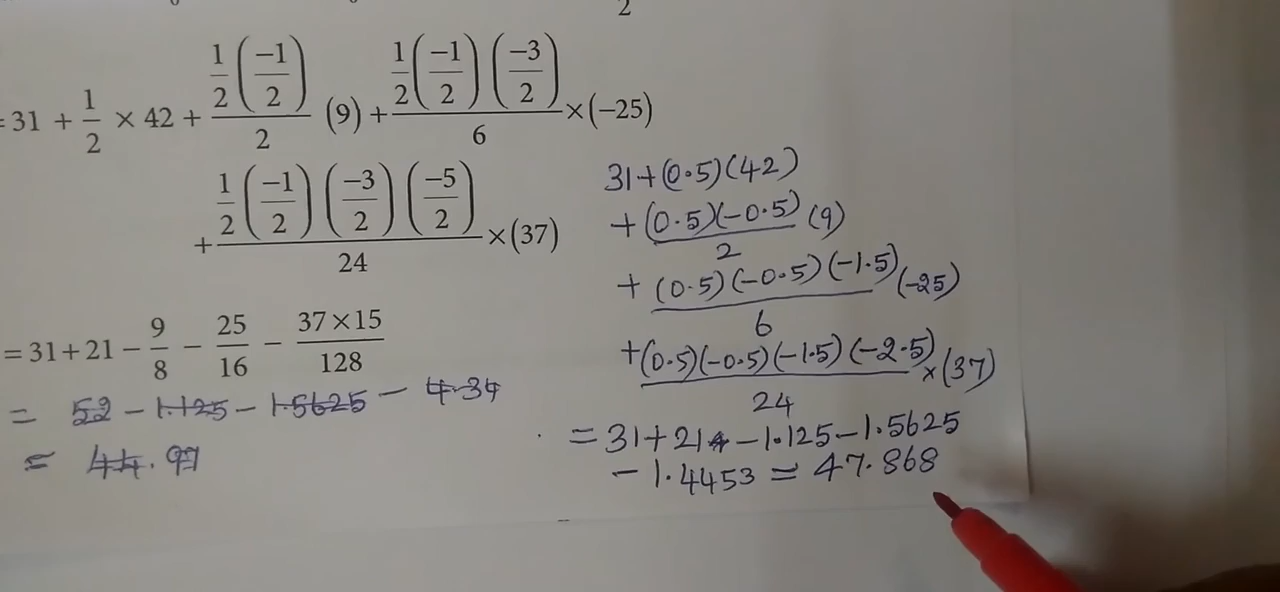 2
= 31 + 1/2 × 42 + (1/2 (−1/2))/2 (9) + (1/2 (−1/2) (−3/2))/6 ×(−25)
+ (1/2 (−1/2) (−3/2) (−5/2))/24 ×(37)
= 31+21 − 9/8 − 25/16 − 37×15/128
= 52 − 1.125 − 1.5625 − 4.34
= 44.97
31+(0.5)(42)
+ (0.5)(-0.5)/2 (9)
+ (0.5)(-0.5)(-1.5)/6 (-25)
+ (0.5)(-0.5)(-1.5)(-2.5)/24 × (37)
= 31+21 -1.125-1.5625
- 1.4453 = 47.868